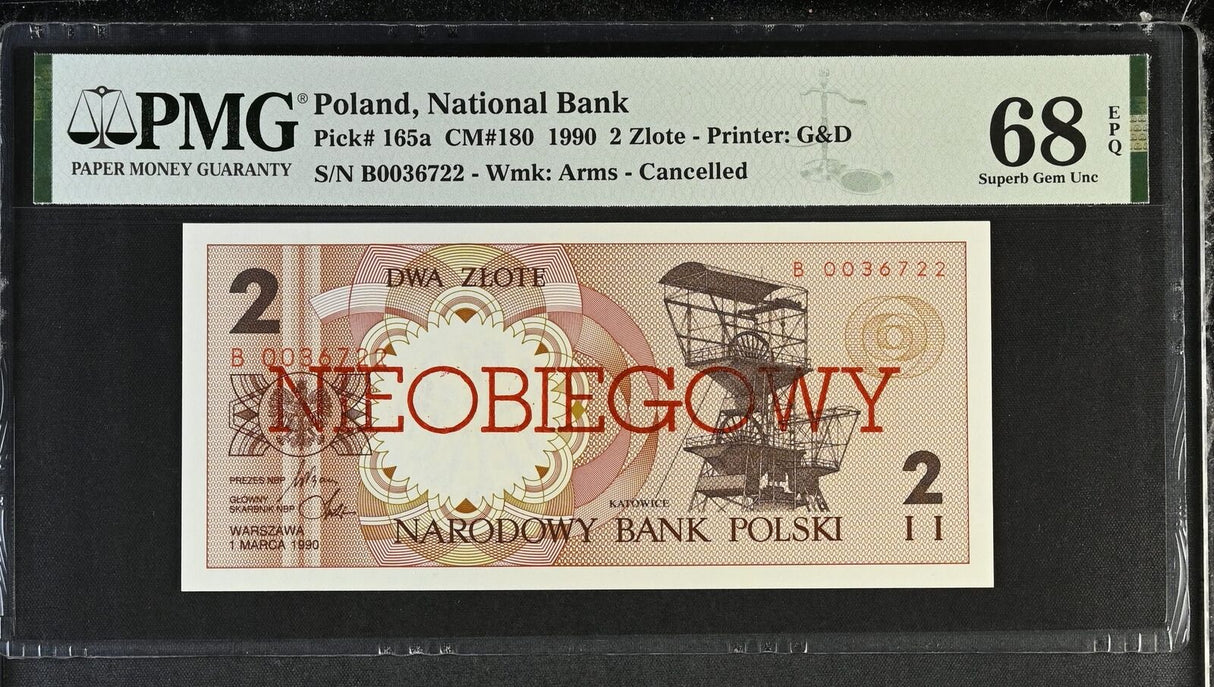 PMG®
PAPER MONEY GUARANTY
Poland, National Bank
Pick# 165a CM#180 1990 2 Zlote - Printer: G&D
S/N B0036722 - Wmk: Arms - Cancelled
68
EPQ
Superb Gem Unc
2
DWA ZŁOTE
B 0036722
B 0036722
NIEOBIEGOWY
PREZES NBP
GŁÓWNY
SKARBNIK NBP
WARSZAWA
1 MARCA 1990
KATOWICE
NARODOWY BANK POLSKI
2